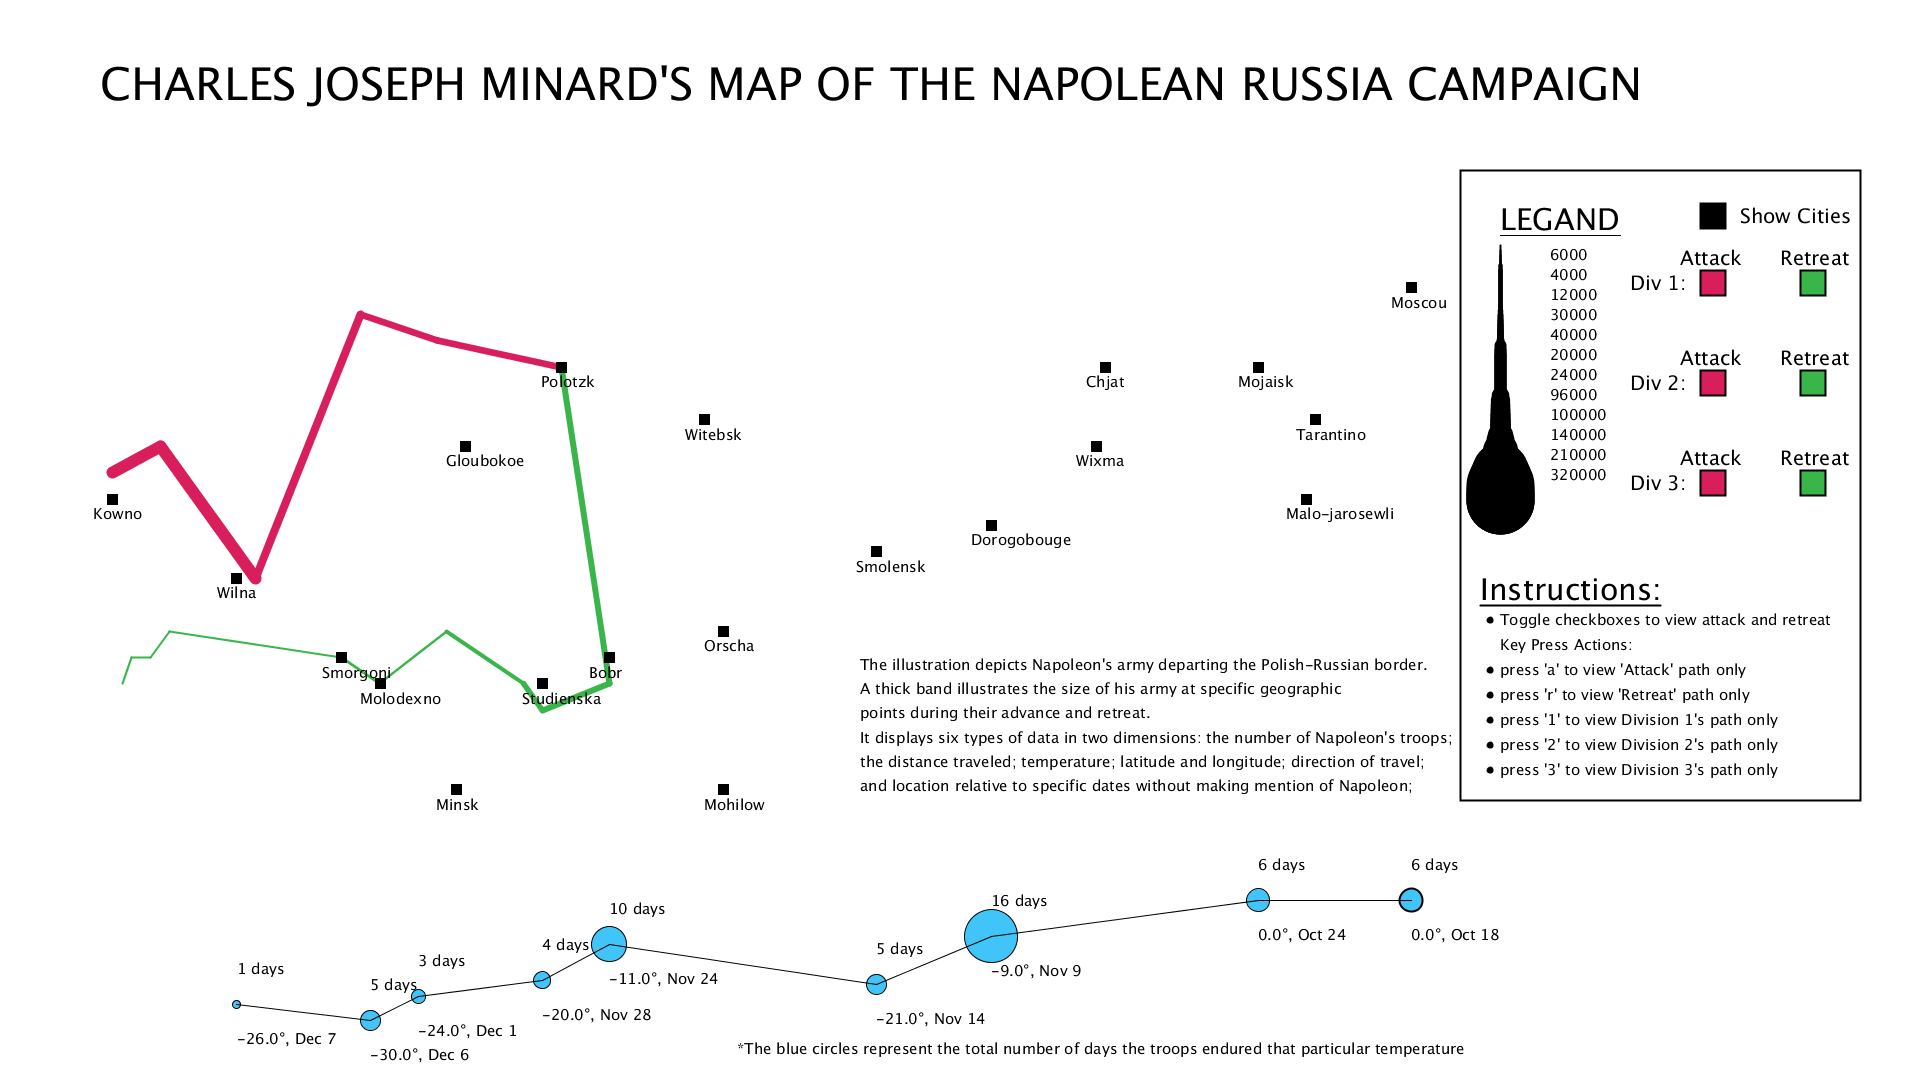 CHARLES JOSEPH MINARD'S MAP OF THE NAPOLEAN RUSSIA CAMPAIGN
LEGAND
Show Cities
6000
4000
12000
30000
40000
20000
24000
96000
100000
140000
210000
320000
Attack Retreat
Div 1:
Attack Retreat
Div 2:
Attack Retreat
Div 3:
Instructions:
Toggle checkboxes to view attack and retreat
Key Press Actions:
press 'a' to view 'Attack' path only
press 'r' to view 'Retreat' path only
press '1' to view Division 1's path only
press '2' to view Division 2's path only
press '3' to view Division 3's path only
Moscou
Polotzk
Chjat
Mojaisk
Witebsk
Tarantino
Gloubokoe
Wixma
Kowno
Malo-jarosewli
Dorogobouge
Smolensk
Wilna
Orscha
Smorgoni
Bobr
Molodexno
Studienska
Minsk
Mohilow
The illustration depicts Napoleon's army departing the Polish-Russian border.
A thick band illustrates the size of his army at specific geographic
points during their advance and retreat.
It displays six types of data in two dimensions: the number of Napoleon's troops;
the distance traveled; temperature; latitude and longitude; direction of travel;
and location relative to specific dates without making mention of Napoleon;
1 days
-26.0°, Dec 7
5 days
-30.0°, Dec 6
3 days
-24.0°, Dec 1
4 days
-20.0°, Nov 28
10 days
-11.0°, Nov 24
5 days
-21.0°, Nov 14
16 days
-9.0°, Nov 9
6 days
0.0°, Oct 24
6 days
0.0°, Oct 18
*The blue circles represent the total number of days the troops endured that particular temperature